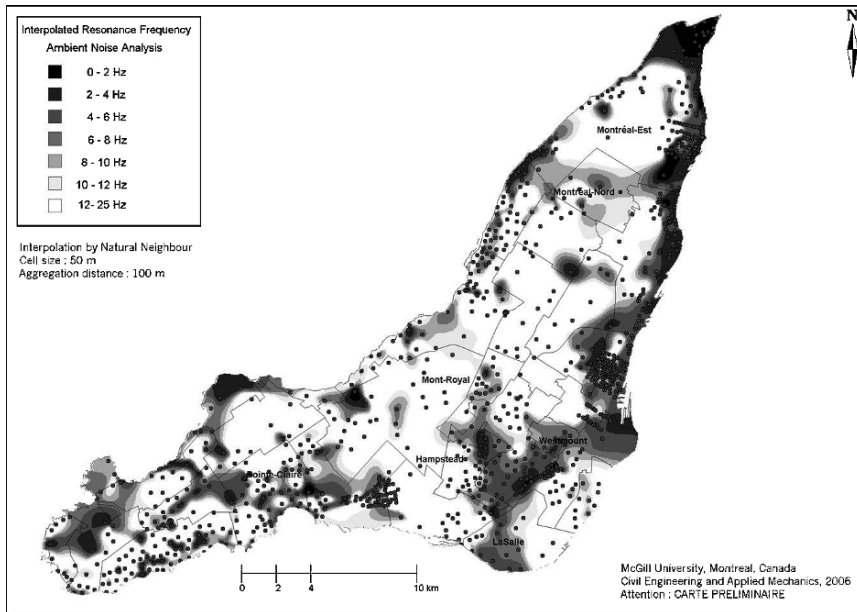 Interpolated Resonance Frequency
Ambient Noise Analysis
0 - 2 Hz
2 - 4 Hz
4 - 6 Hz
6 - 8 Hz
8 - 10 Hz
10 - 12 Hz
12- 25 Hz
Interpolation by Natural Neighbour
Cell size : 50 m
Aggregation distance : 100 m
N
Montréal-Est
Montréal-Nord
Mont-Royal
Westmount
Hampstead
Pointe-Claire
LaSalle
0 2 4 10 km
McGill University, Montreal, Canada
Civil Engineering and Applied Mechanics, 2006
Attention : CARTE PRELIMINAIRE